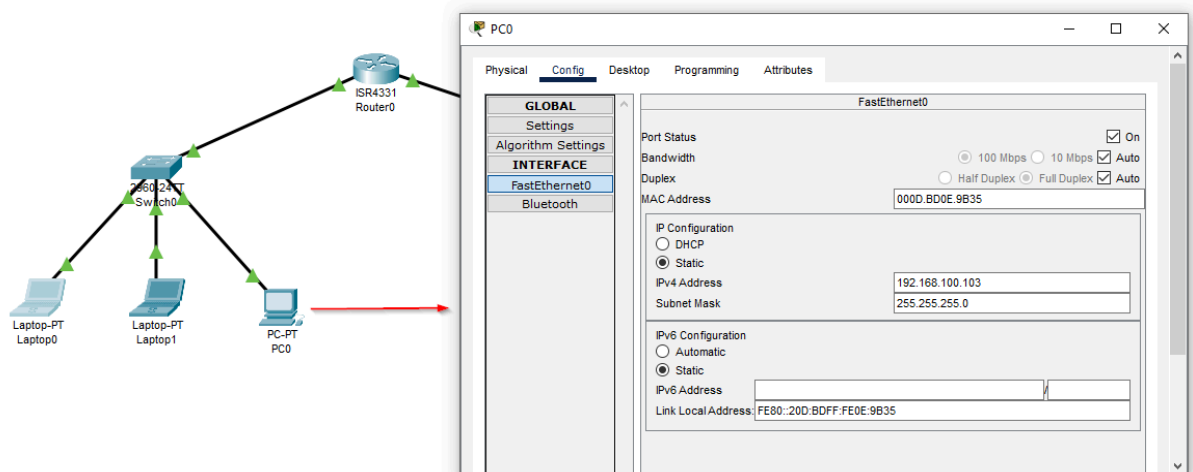 ISR4331
Router0
2960-24TT
Switch0
Laptop-PT
Laptop0
Laptop-PT
Laptop1
PC-PT
PC0
PC0
Physical Config Desktop Programming Attributes
GLOBAL
Settings
Algorithm Settings
INTERFACE
FastEthernet0
Bluetooth
FastEthernet0
Port Status On
Bandwidth 100 Mbps 10 Mbps Auto
Duplex Half Duplex Full Duplex Auto
MAC Address 000D.BD0E.9B35
IP Configuration
DHCP
Static
IPv4 Address 192.168.100.103
Subnet Mask 255.255.255.0
IPv6 Configuration
Automatic
Static
IPv6 Address /
Link Local Address: FE80::20D:BDFF:FE0E:9B35